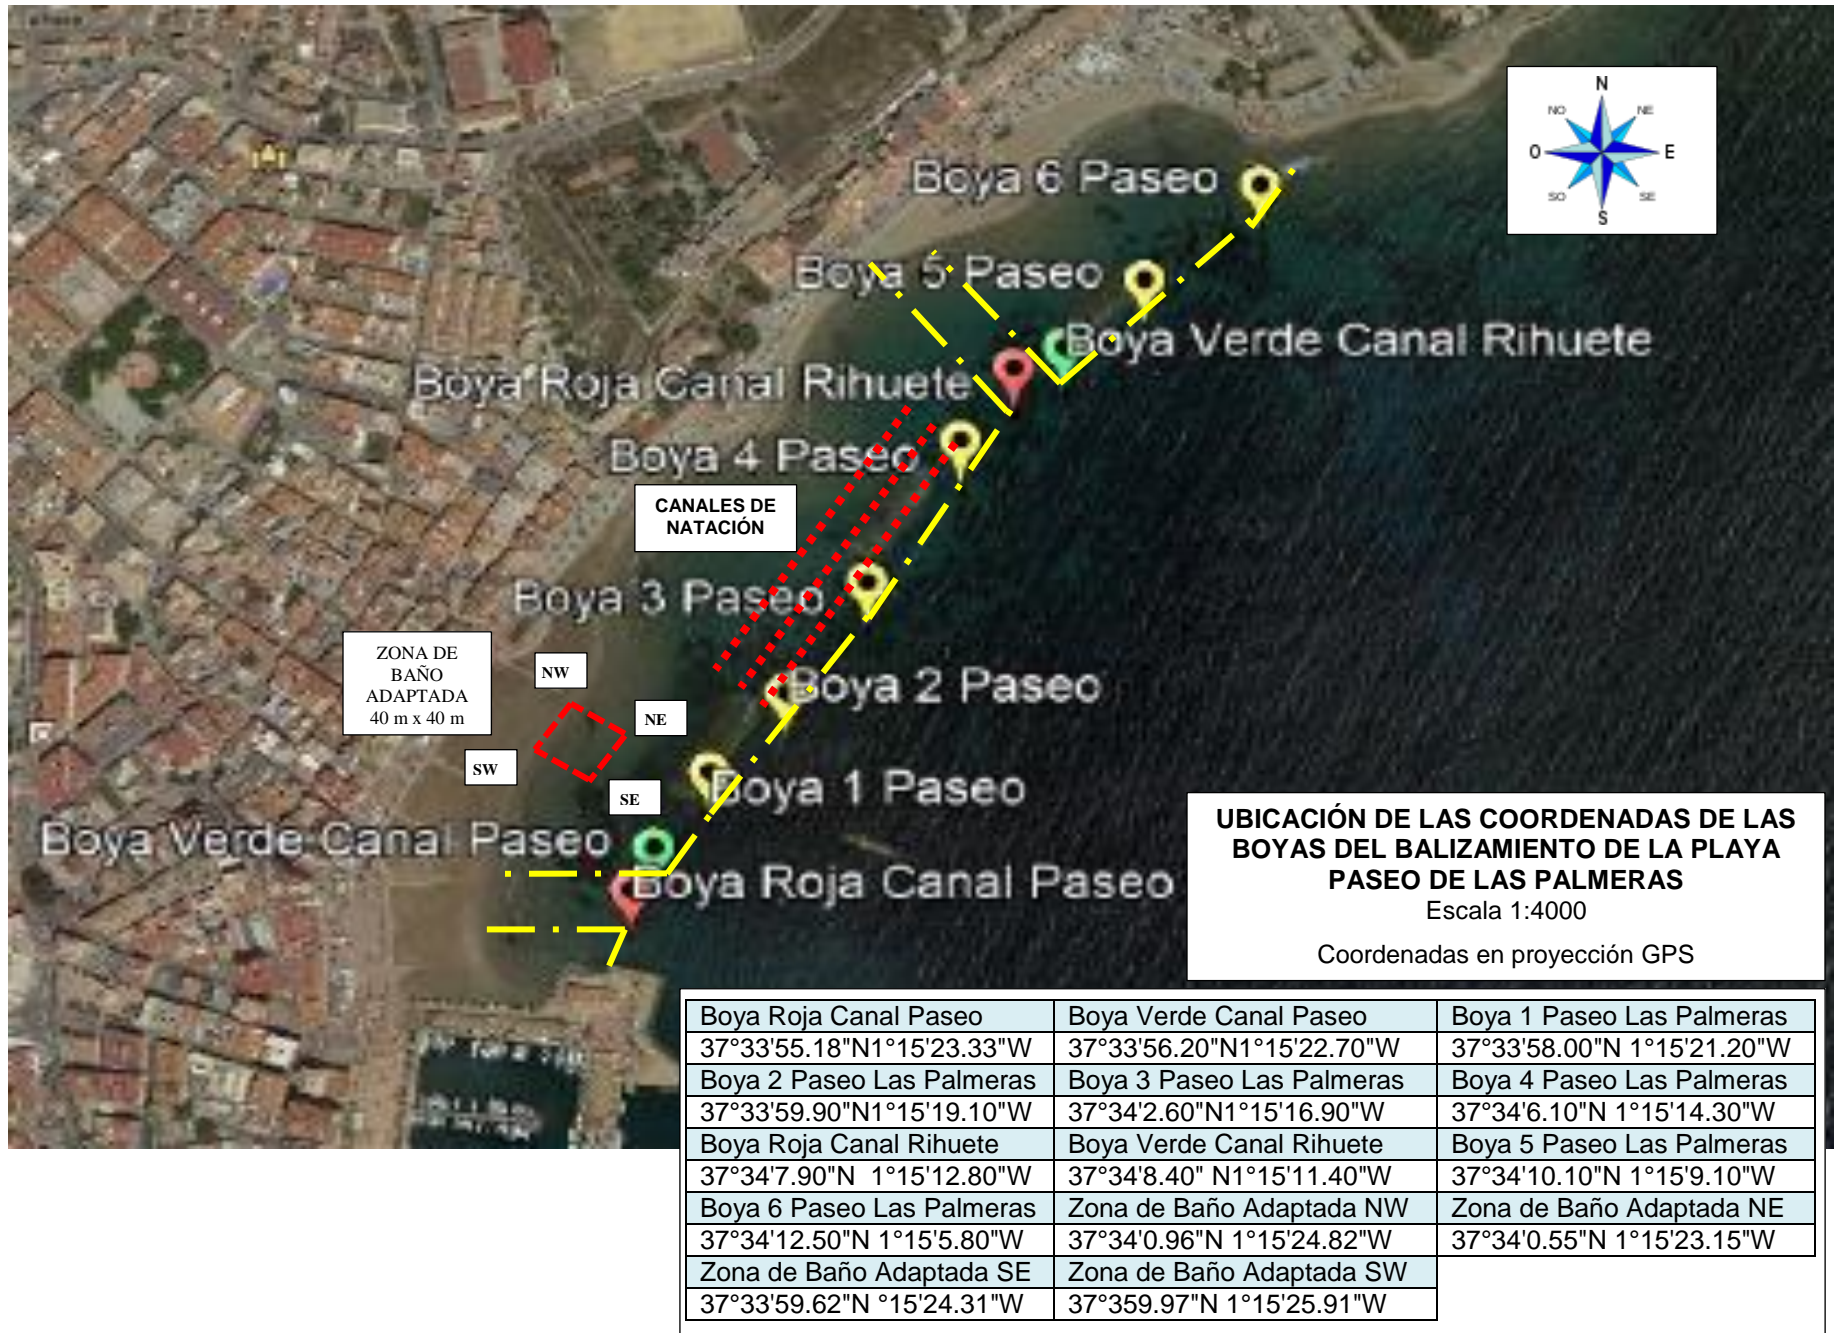 N
NO
NE
O
E
SO
SE
S
Boya 6 Paseo
Boya 5 Paseo
Boya Verde Canal Rihuete
Boya Roja Canal Rihuete
Boya 4 Paseo
CANALES DE
NATACIÓN
Boya 3 Paseo
ZONA DE
BAÑO
ADAPTADA
40 m x 40 m
NW
NE
SW
SE
Boya 2 Paseo
Boya 1 Paseo
Boya Verde Canal Paseo
Boya Roja Canal Paseo
UBICACIÓN DE LAS COORDENADAS DE LAS
BOYAS DEL BALIZAMIENTO DE LA PLAYA
PASEO DE LAS PALMERAS
Escala 1:4000
Coordenadas en proyección GPS
Boya Roja Canal Paseo Boya Verde Canal Paseo Boya 1 Paseo Las Palmeras
37°33'55.18"N1°15'23.33"W 37°33'56.20"N1°15'22.70"W 37°33'58.00"N 1°15'21.20"W
Boya 2 Paseo Las Palmeras Boya 3 Paseo Las Palmeras Boya 4 Paseo Las Palmeras
37°33'59.90"N1°15'19.10"W 37°34'2.60"N1°15'16.90"W 37°34'6.10"N 1°15'14.30"W
Boya Roja Canal Rihuete Boya Verde Canal Rihuete Boya 5 Paseo Las Palmeras
37°34'7.90"N 1°15'12.80"W 37°34'8.40" N1°15'11.40"W 37°34'10.10"N 1°15'9.10"W
Boya 6 Paseo Las Palmeras Zona de Baño Adaptada NW Zona de Baño Adaptada NE
37°34'12.50"N 1°15'5.80"W 37°34'0.96"N 1°15'24.82"W 37°34'0.55"N 1°15'23.15"W
Zona de Baño Adaptada SE Zona de Baño Adaptada SW
37°33'59.62"N °15'24.31"W 37°359.97"N 1°15'25.91"W